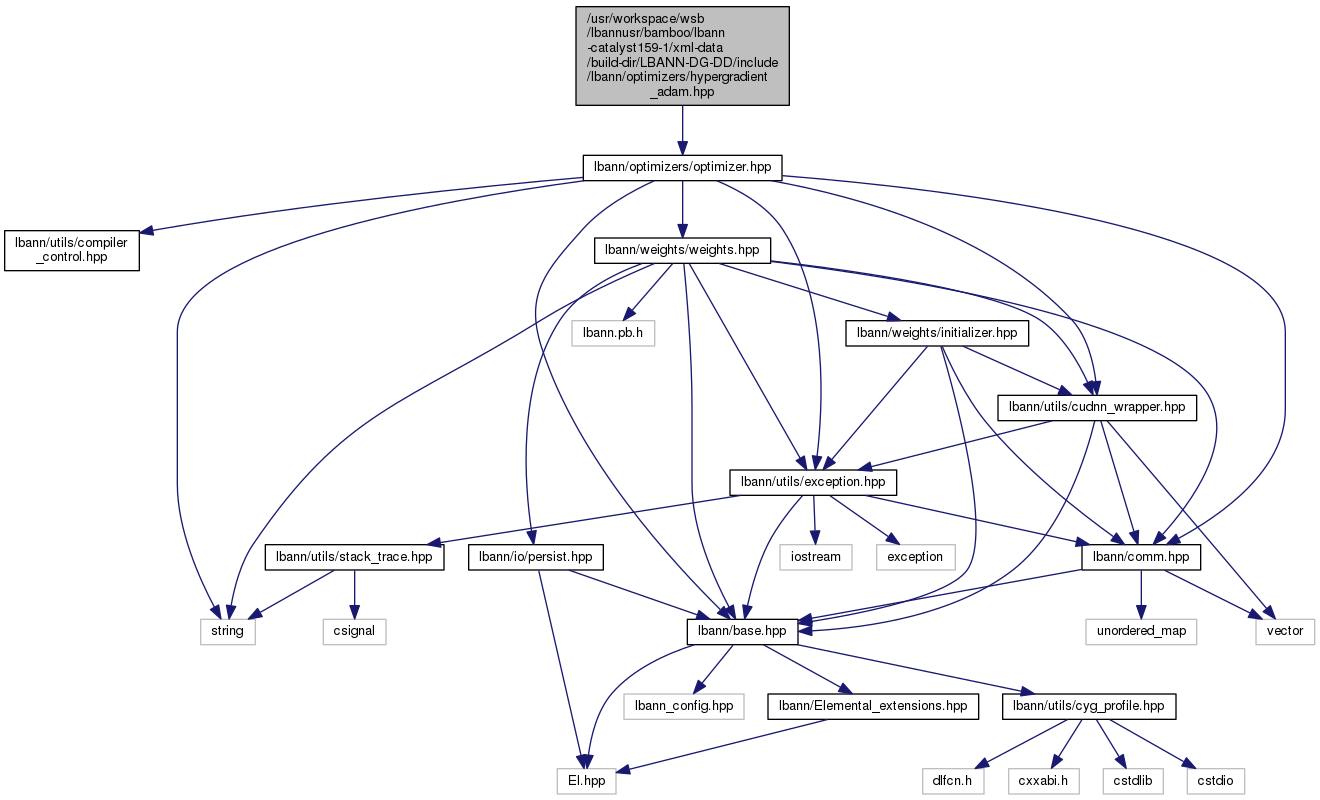 /usr/workspace/wsb
/lbannusr/bamboo/lbann
-catalyst159-1/xml-data
/build-dir/LBANN-DG-DD/include
/lbann/optimizers/hypergradient
_adam.hpp
lbann/optimizers/optimizer.hpp
lbann/utils/compiler
_control.hpp
lbann/weights/weights.hpp
lbann.pb.h
lbann/weights/initializer.hpp
lbann/utils/cudnn_wrapper.hpp
lbann/utils/exception.hpp
lbann/utils/stack_trace.hpp
lbann/io/persist.hpp
iostream
exception
lbann/comm.hpp
string
csignal
lbann/base.hpp
unordered_map
vector
lbann_config.hpp
lbann/Elemental_extensions.hpp
lbann/utils/cyg_profile.hpp
El.hpp
dlfcn.h
cxxabi.h
cstdlib
cstdio